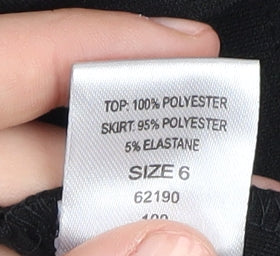 TOP: 100% POLYESTER
SKIRT: 95% POLYESTER
5% ELASTANE
SIZE 6
62190